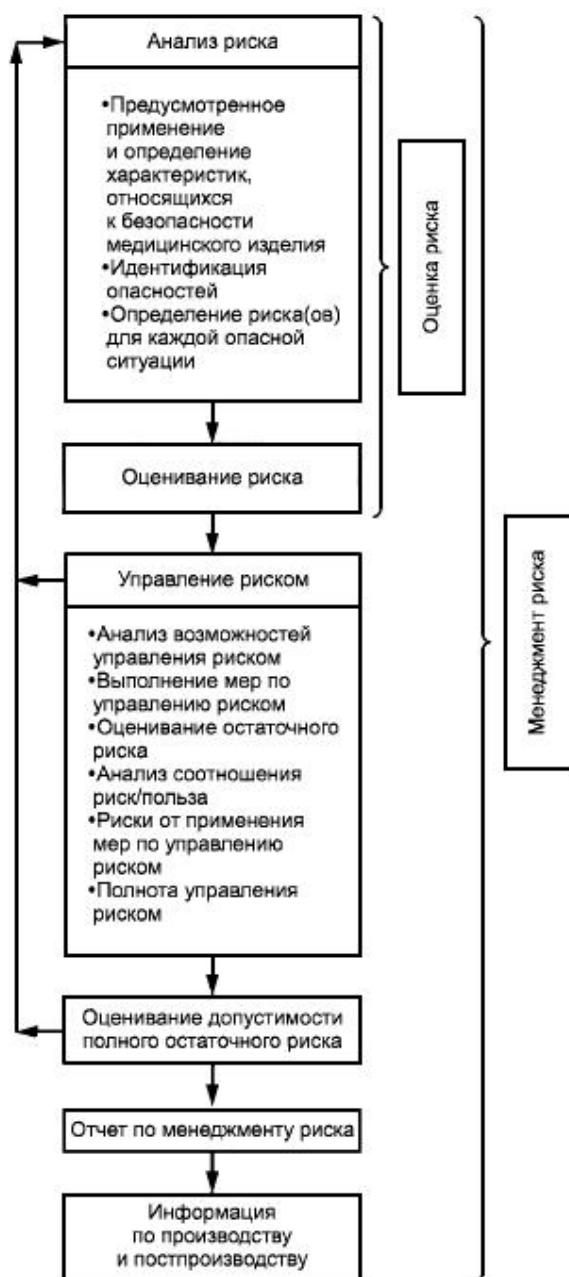 Анализ риска
•Предусмотренное
применение
и определение
характеристик,
относящихся
к безопасности
медицинского изделия
•Идентификация
опасностей
•Определение риска(ов)
для каждой опасной
ситуации
Оценивание риска
Оценка риска
Управление риском
•Анализ возможностей
управления риском
•Выполнение мер по
управлению риском
•Оценивание остаточного
риска
•Анализ соотношения
риск/польза
•Риски от применения
мер по управлению
риском
•Полнота управления
риском
Менеджмент риска
Оценивание допустимости
полного остаточного риска
Отчет по менеджменту риска
Информация
по производству
и постпроизводству